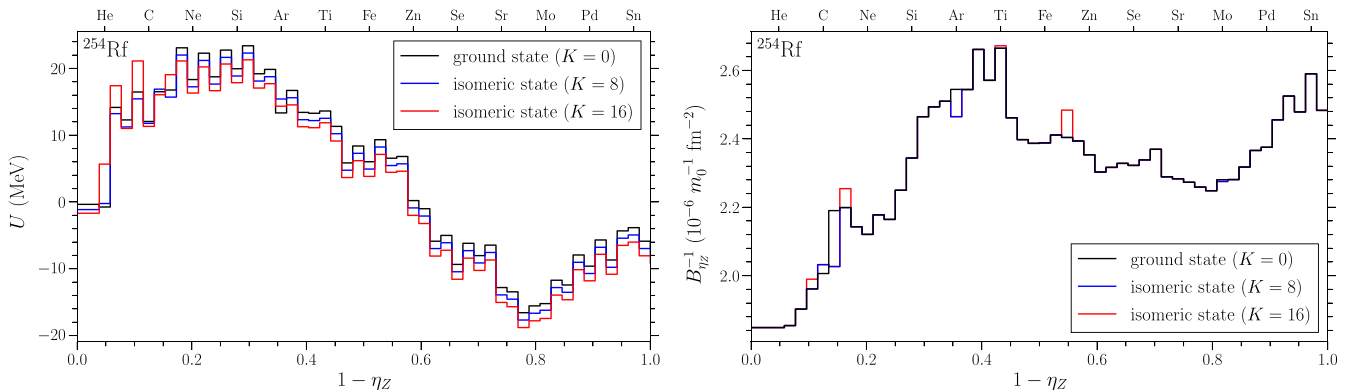 He C Ne Si Ar Ti Fe Zn Se Sr Mo Pd Sn
²⁵⁴Rf
ground state (K = 0)
isomeric state (K = 8)
isomeric state (K = 16)
20
10
0
−10
−20
U (MeV)
0.0 0.2 0.4 0.6 0.8 1.0
1 − η_Z
He C Ne Si Ar Ti Fe Zn Se Sr Mo Pd Sn
²⁵⁴Rf
2.6
2.4
2.2
2.0
B⁻¹_{η_Z} (10⁻⁶ m₀⁻¹ fm⁻²)
ground state (K = 0)
isomeric state (K = 8)
isomeric state (K = 16)
0.0 0.2 0.4 0.6 0.8 1.0
1 − η_Z